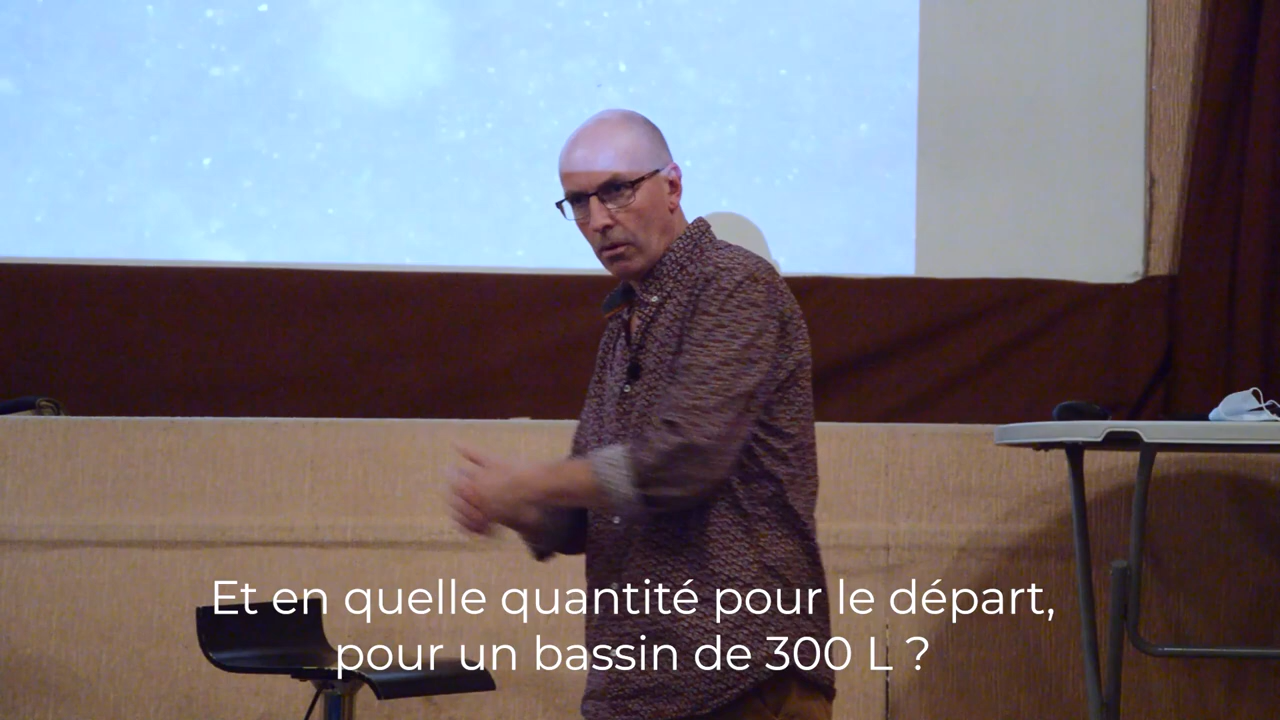 Et en quelle quantité pour le départ,
pour un bassin de 300 L ?